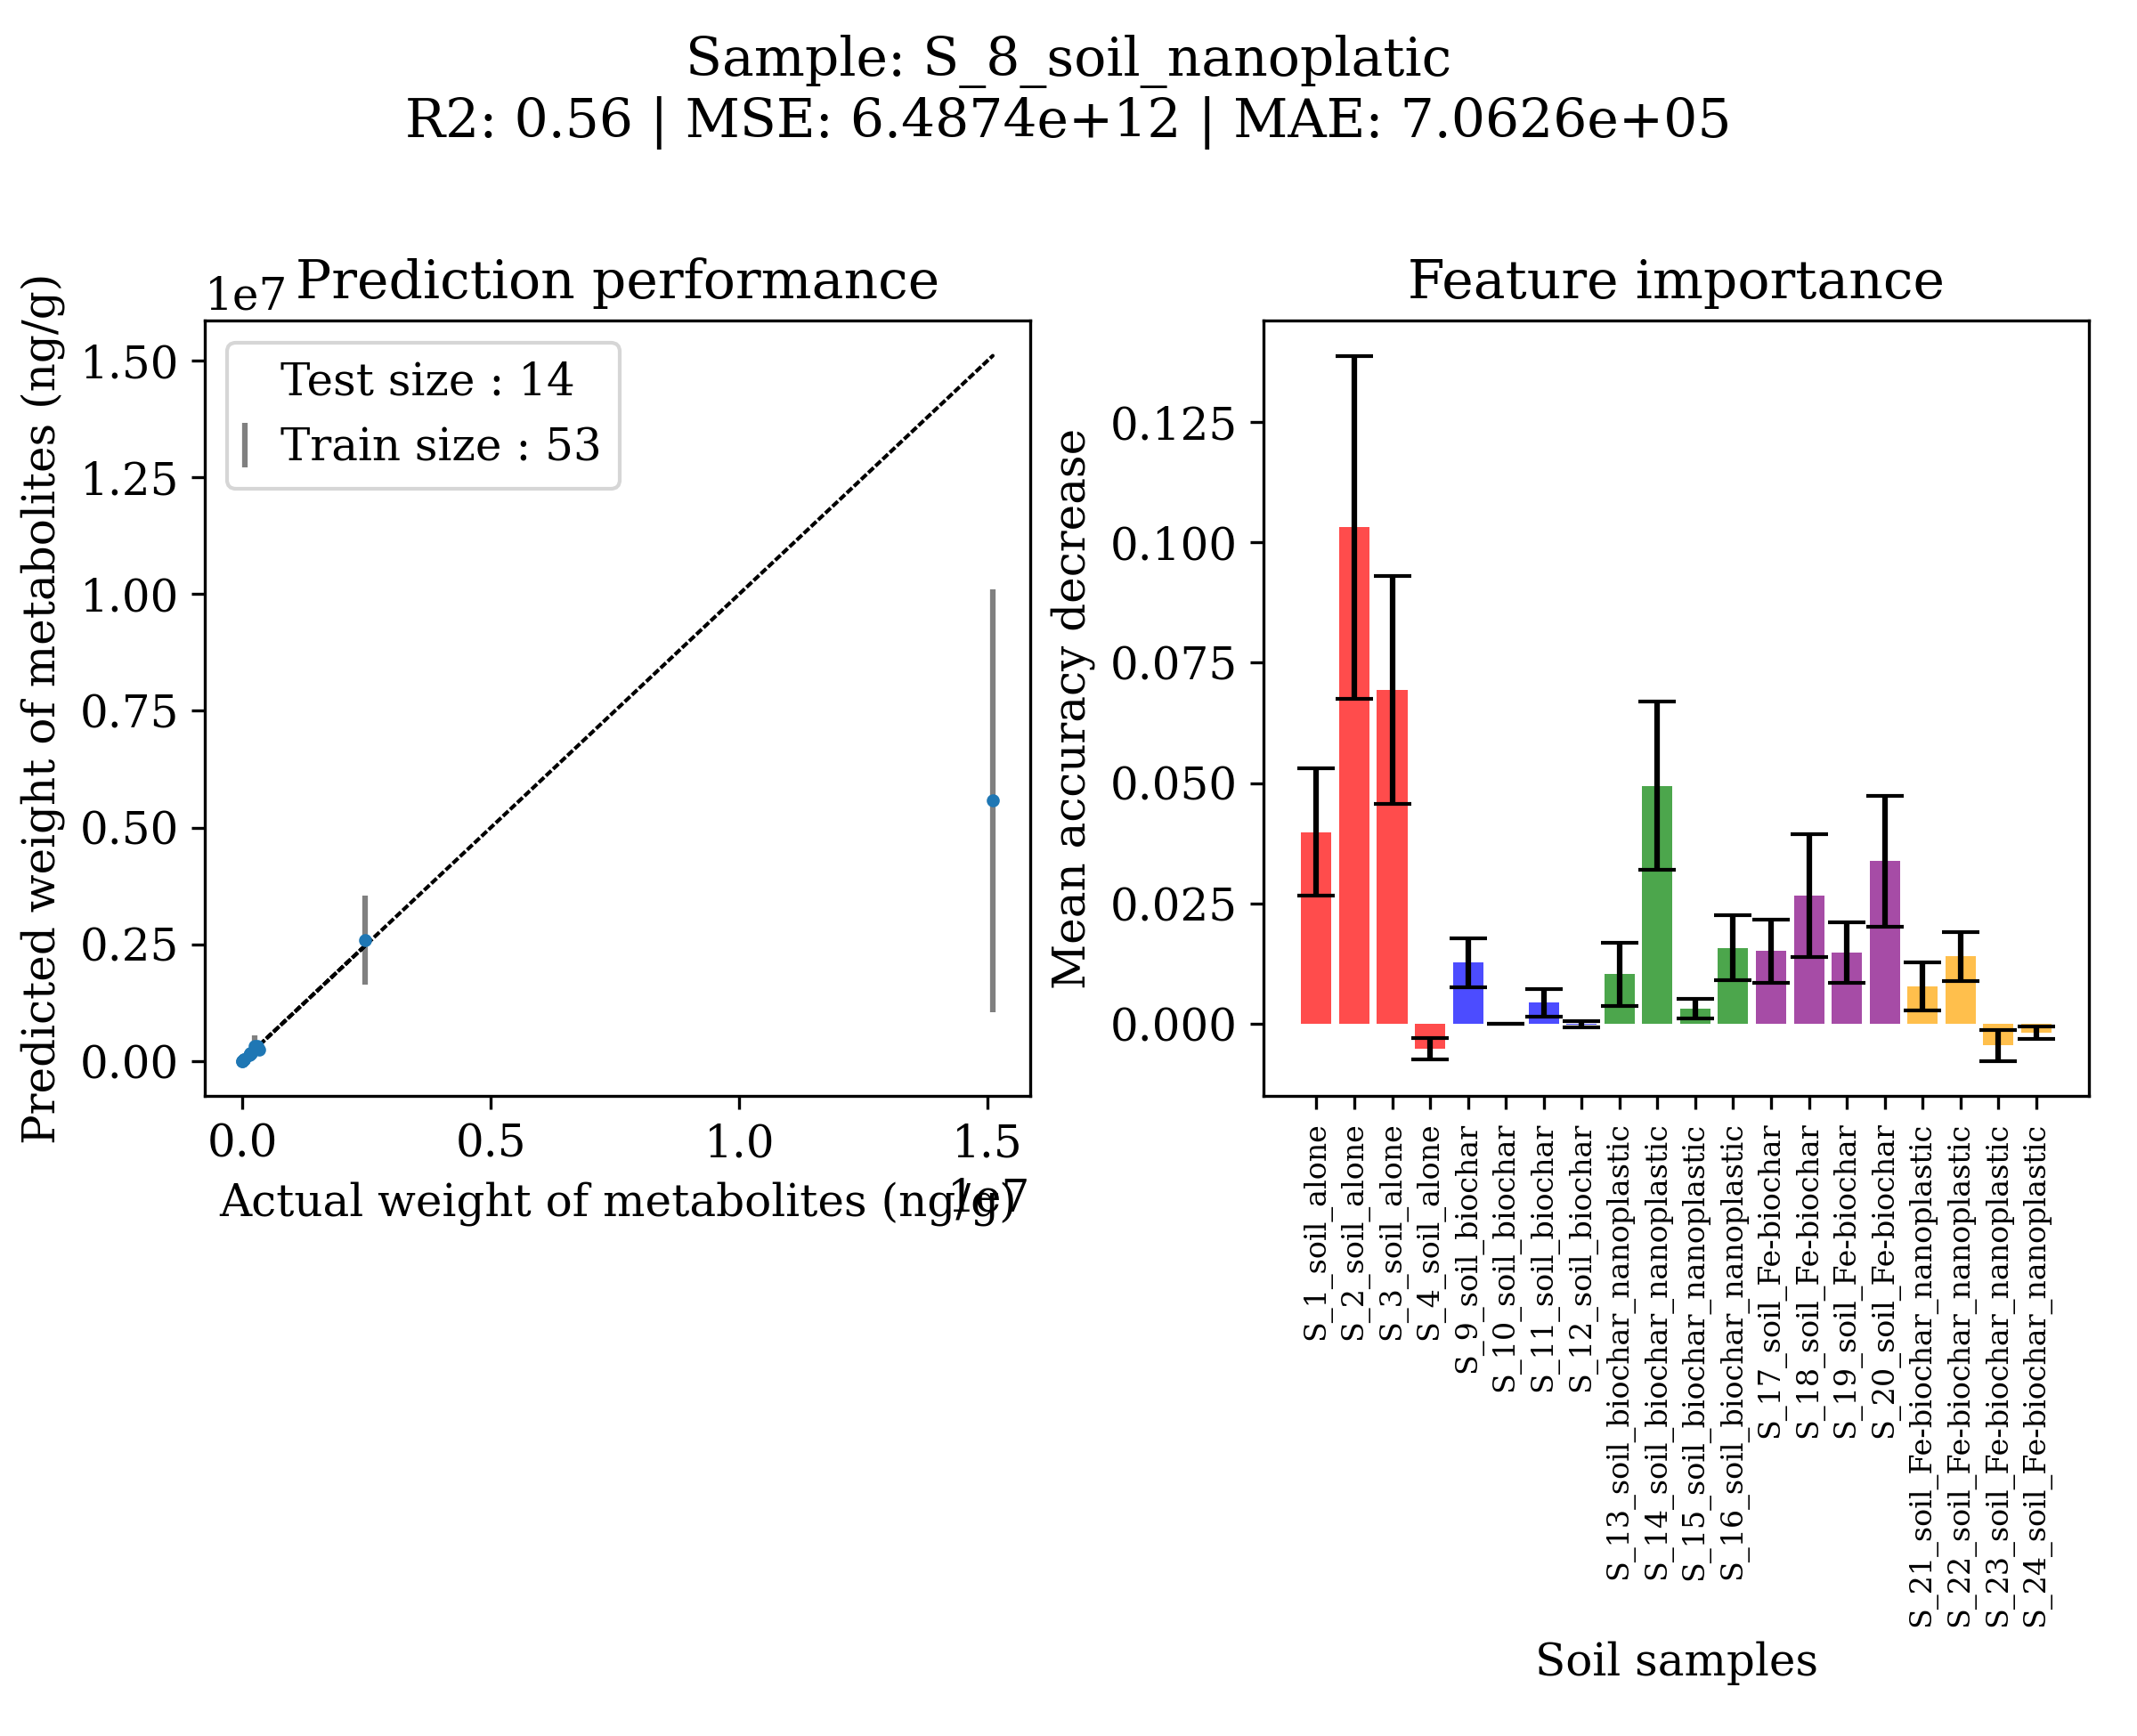 Sample: S_8_soil_nanoplatic
R2: 0.56 | MSE: 6.4874e+12 | MAE: 7.0626e+05
Prediction performance
1e7
Predicted weight of metabolites (ng/g)
1.50
1.25
1.00
0.75
0.50
0.25
0.00
Test size : 14
Train size : 53
0.0
0.5
1.0
1.5
1e7
Actual weight of metabolites (ng/g)
Feature importance
Mean accuracy decrease
0.125
0.100
0.075
0.050
0.025
0.000
S_1_soil_alone
S_2_soil_alone
S_3_soil_alone
S_4_soil_alone
S_9_soil_biochar
S_10_soil_biochar
S_11_soil_biochar
S_12_soil_biochar
S_13_soil_biochar_nanoplastic
S_14_soil_biochar_nanoplastic
S_15_soil_biochar_nanoplastic
S_16_soil_biochar_nanoplastic
S_17_soil_Fe-biochar
S_18_soil_Fe-biochar
S_19_soil_Fe-biochar
S_20_soil_Fe-biochar
S_21_soil_Fe-biochar_nanoplastic
S_22_soil_Fe-biochar_nanoplastic
S_23_soil_Fe-biochar_nanoplastic
S_24_soil_Fe-biochar_nanoplastic
Soil samples